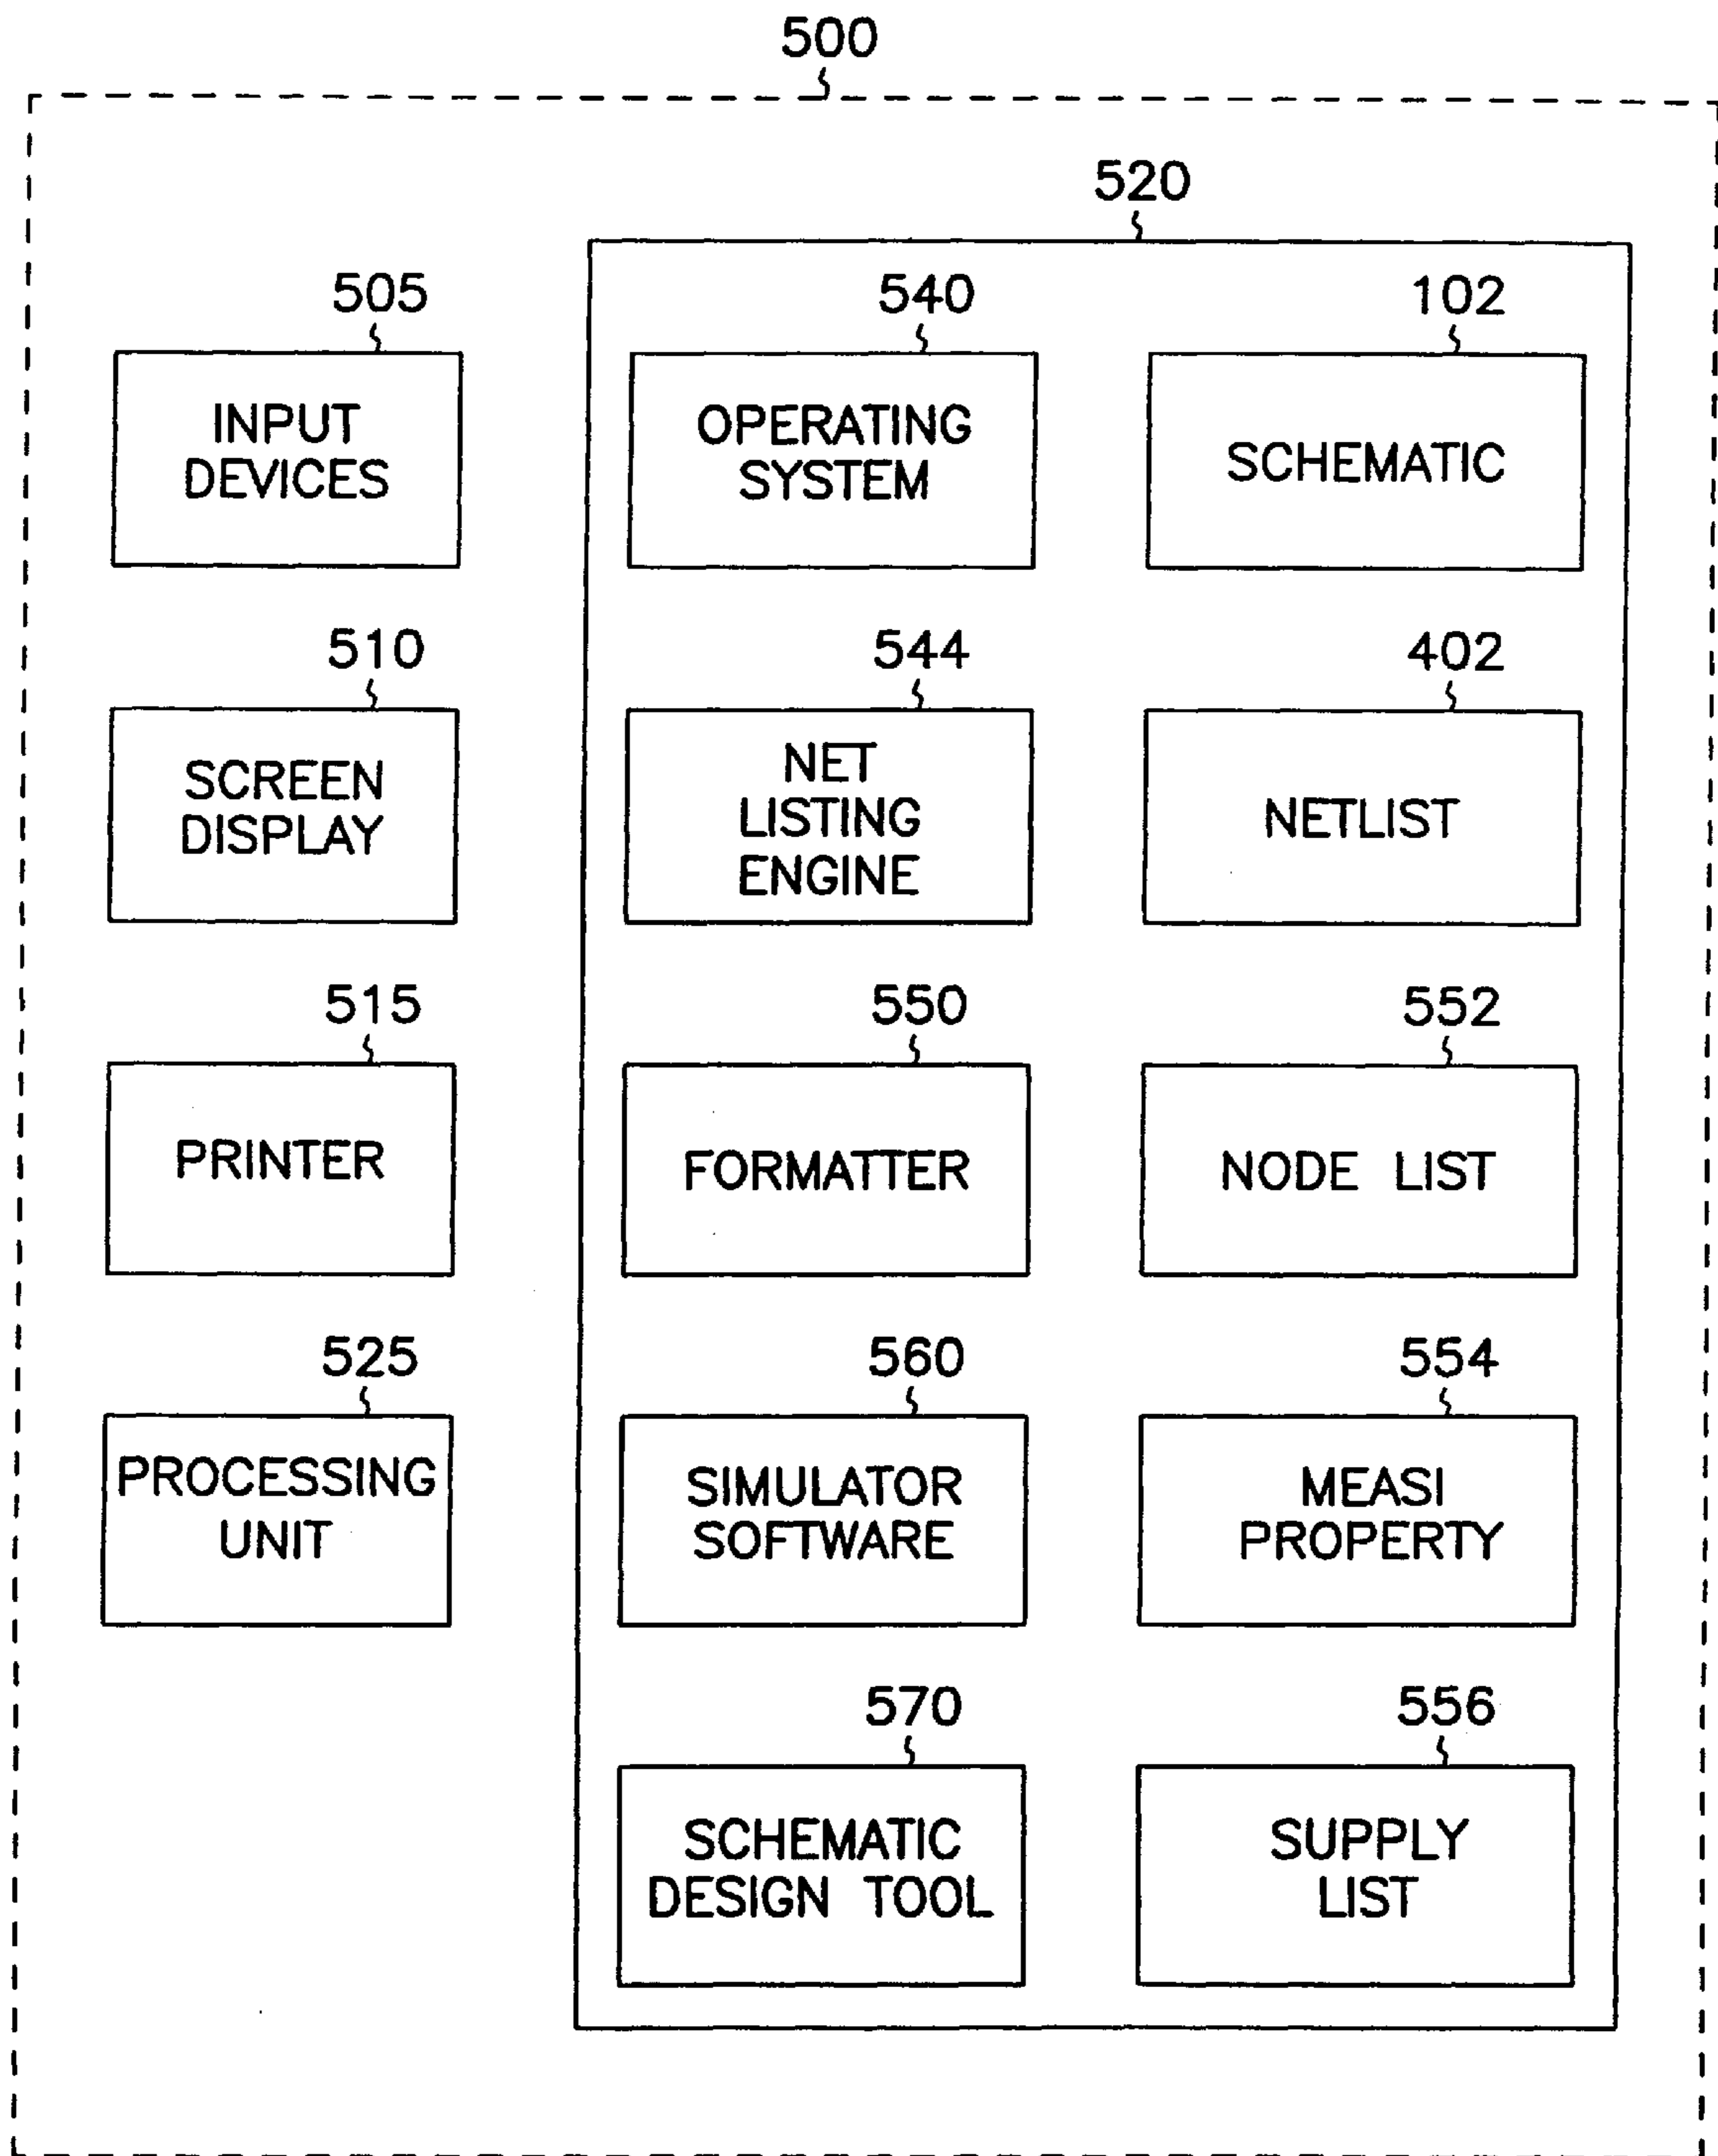 500
520
505
540
102
INPUT
DEVICES
OPERATING
SYSTEM
SCHEMATIC
510
544
402
SCREEN
DISPLAY
NET
LISTING
ENGINE
NETLIST
515
550
552
PRINTER
FORMATTER
NODE LIST
525
560
554
PROCESSING
UNIT
SIMULATOR
SOFTWARE
MEASI
PROPERTY
570
556
SCHEMATIC
DESIGN TOOL
SUPPLY
LIST